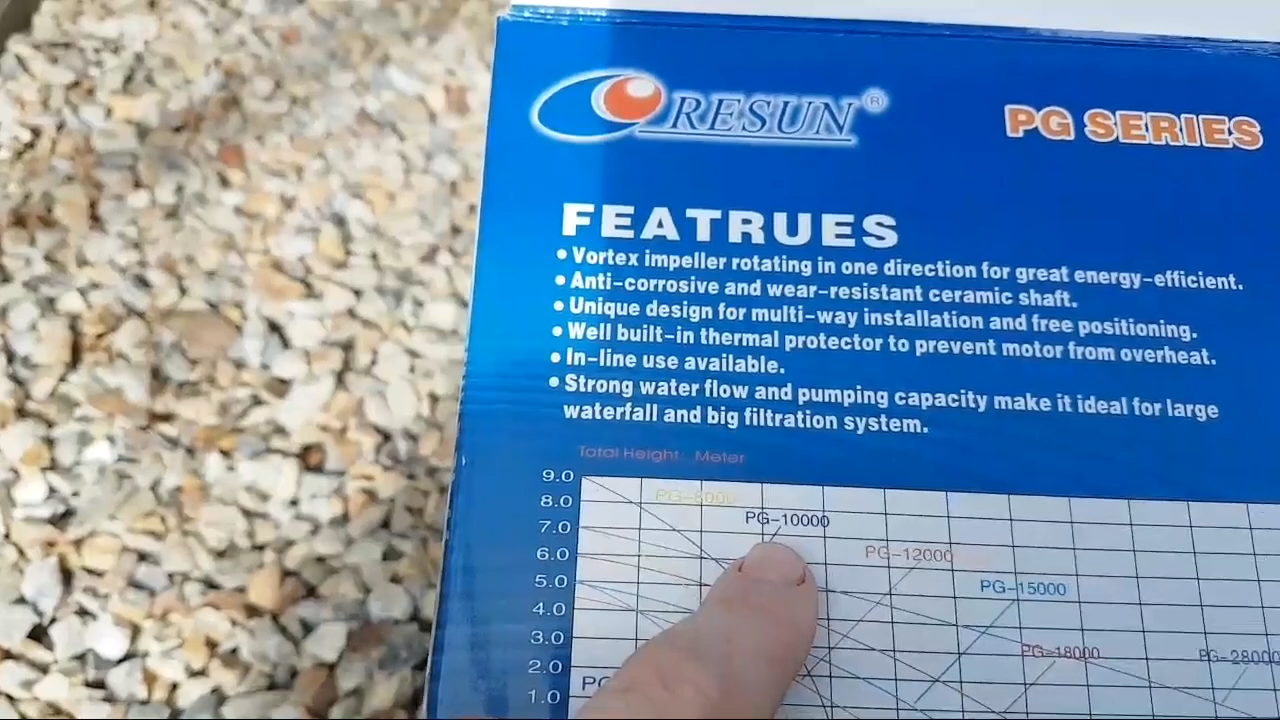 RESUN®
PG SERIES
FEATRUES
• Vortex impeller rotating in one direction for great energy-efficient.
• Anti-corrosive and wear-resistant ceramic shaft.
• Unique design for multi-way installation and free positioning.
• Well built-in thermal protector to prevent motor from overheat.
• In-line use available.
• Strong water flow and pumping capacity make it ideal for large
waterfall and big filtration system.
Total Height Meter
9.0
8.0
7.0
6.0
5.0
4.0
3.0
2.0
1.0
PG-8000
PG-10000
PG-12000
PG-15000
PG-18000
PG-28000